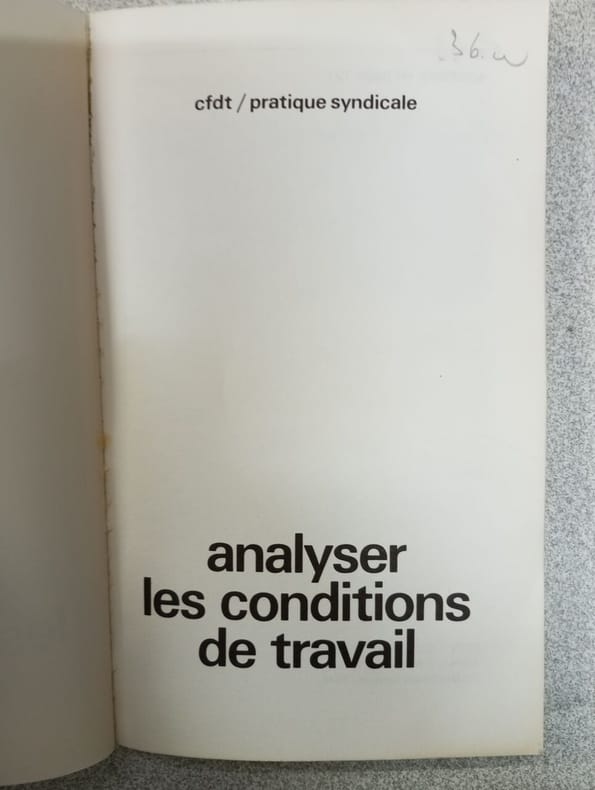 36.
cfdt / pratique syndicale
analyser
les conditions
de travail